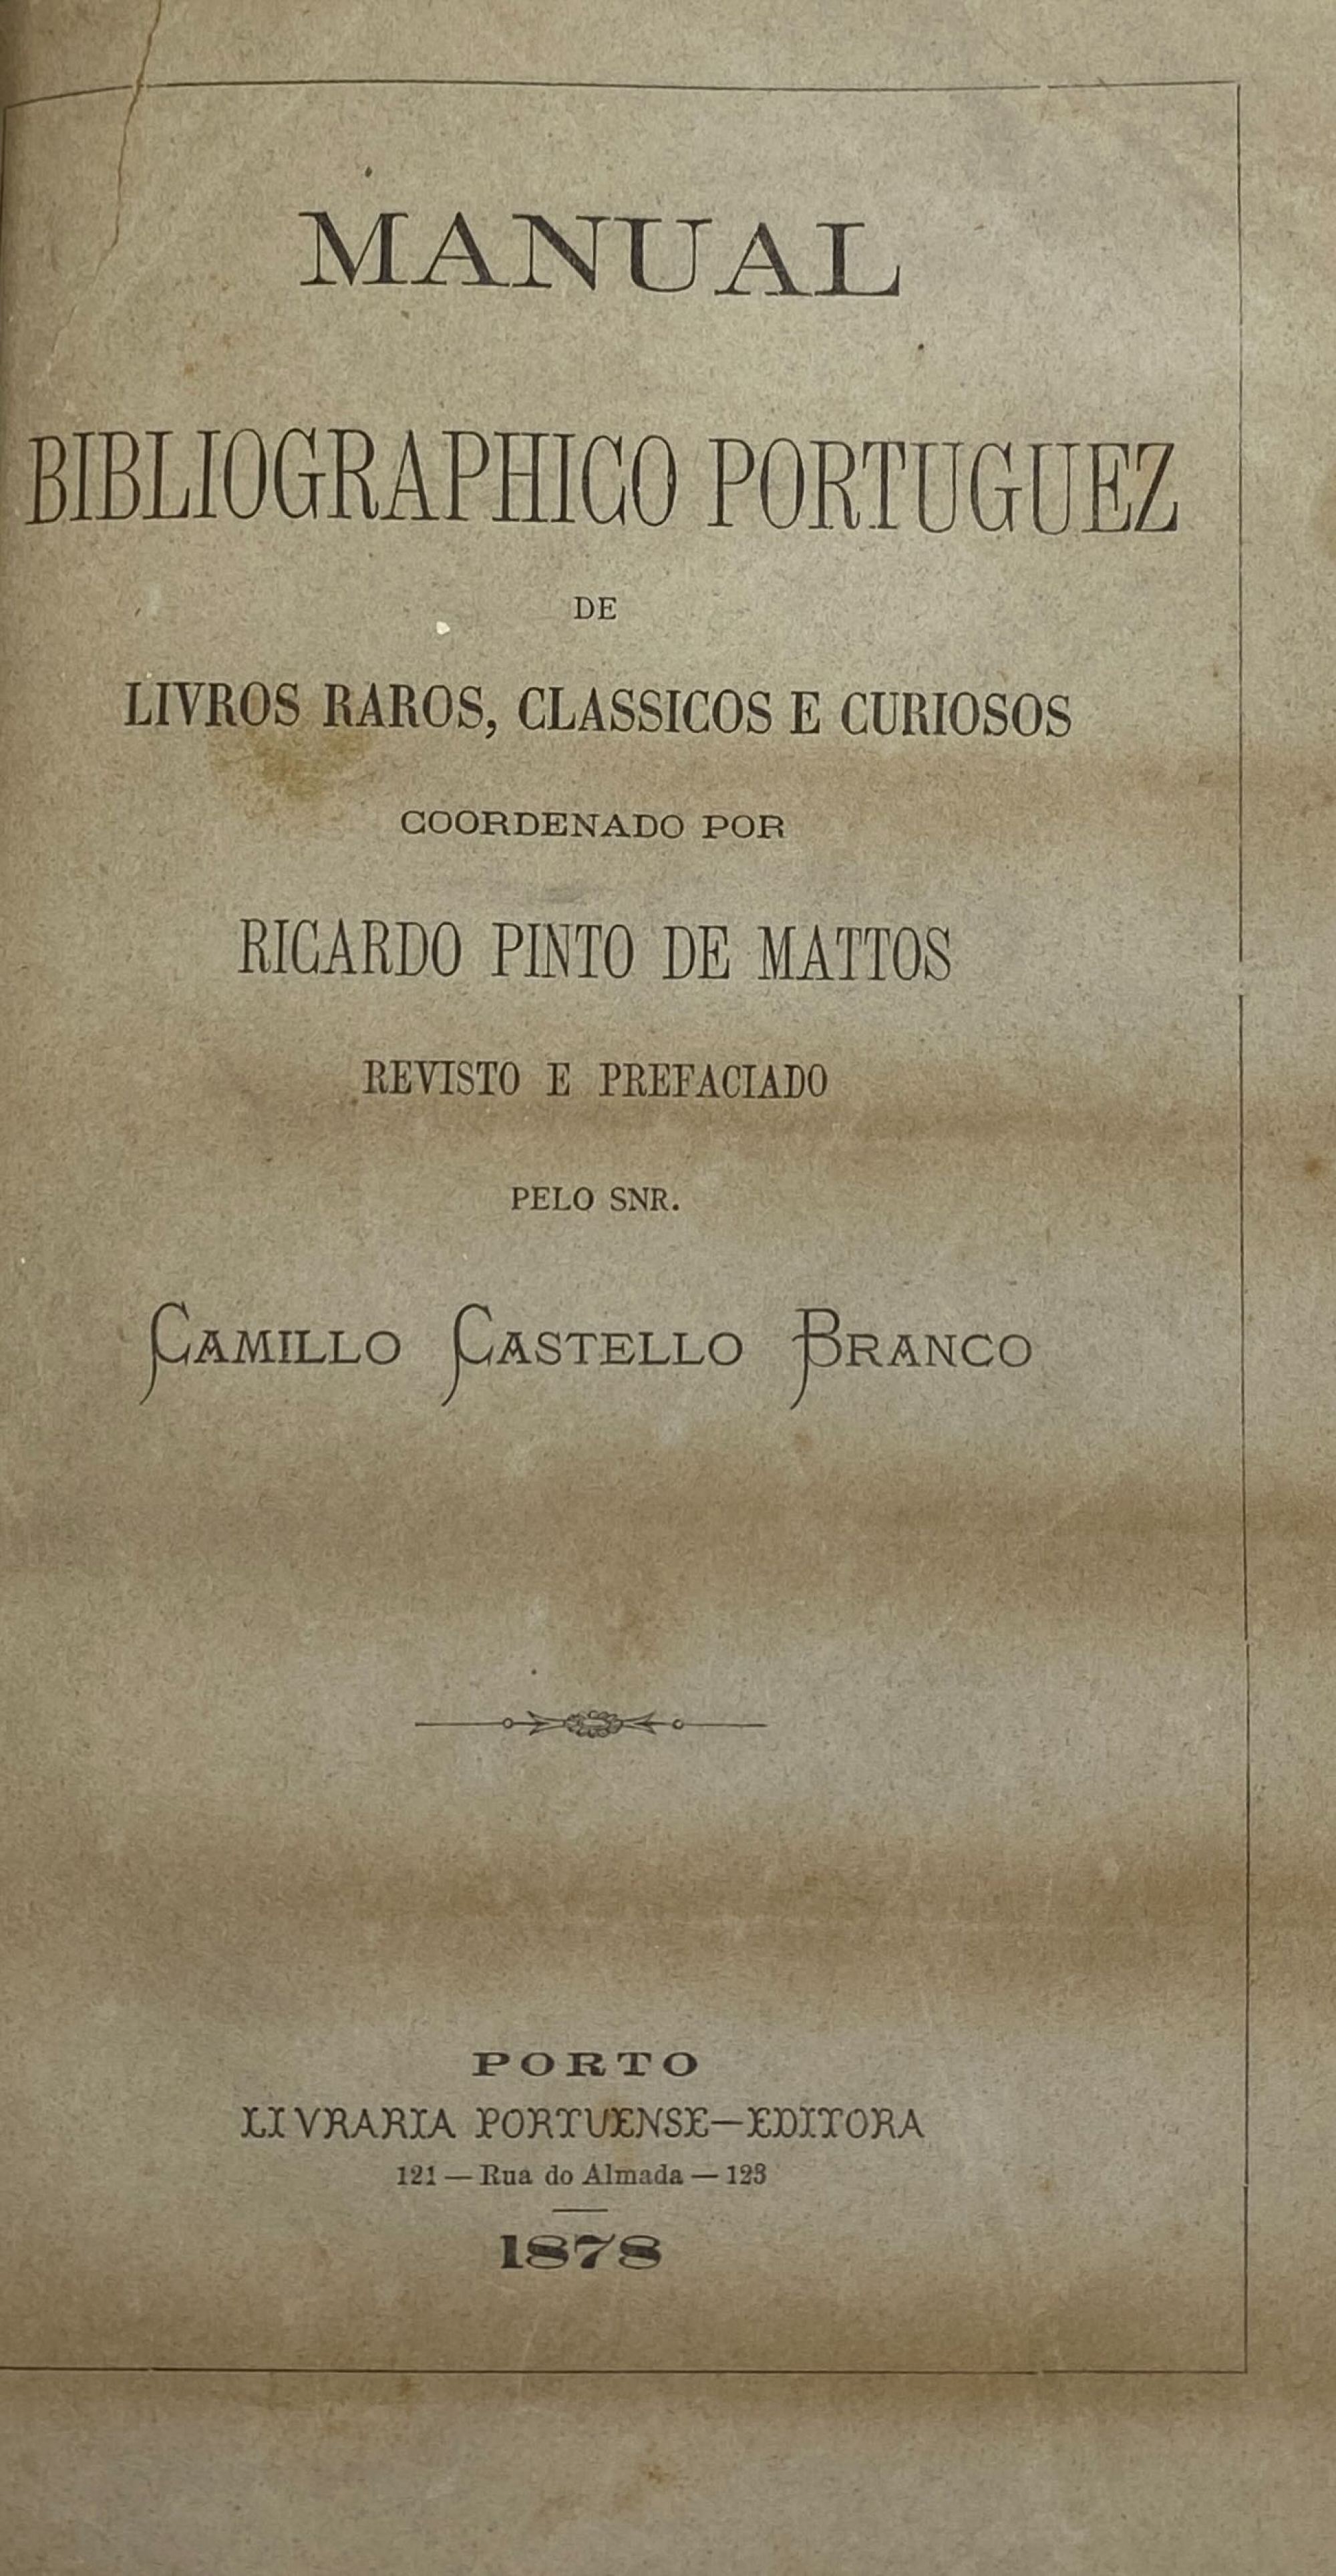 MANUAL
BIBLIOGRAPHICO PORTUGUEZ
DE
LIVROS RAROS, CLASSICOS E CURIOSOS
COORDENADO POR
RICARDO PINTO DE MATTOS
REVISTO E PREFACIADO
PELO SNR.
CAMILLO CASTELLO BRANCO
PORTO
LIVRARIA PORTUENSE—EDITORA
121 — Rua do Almada — 123
1878